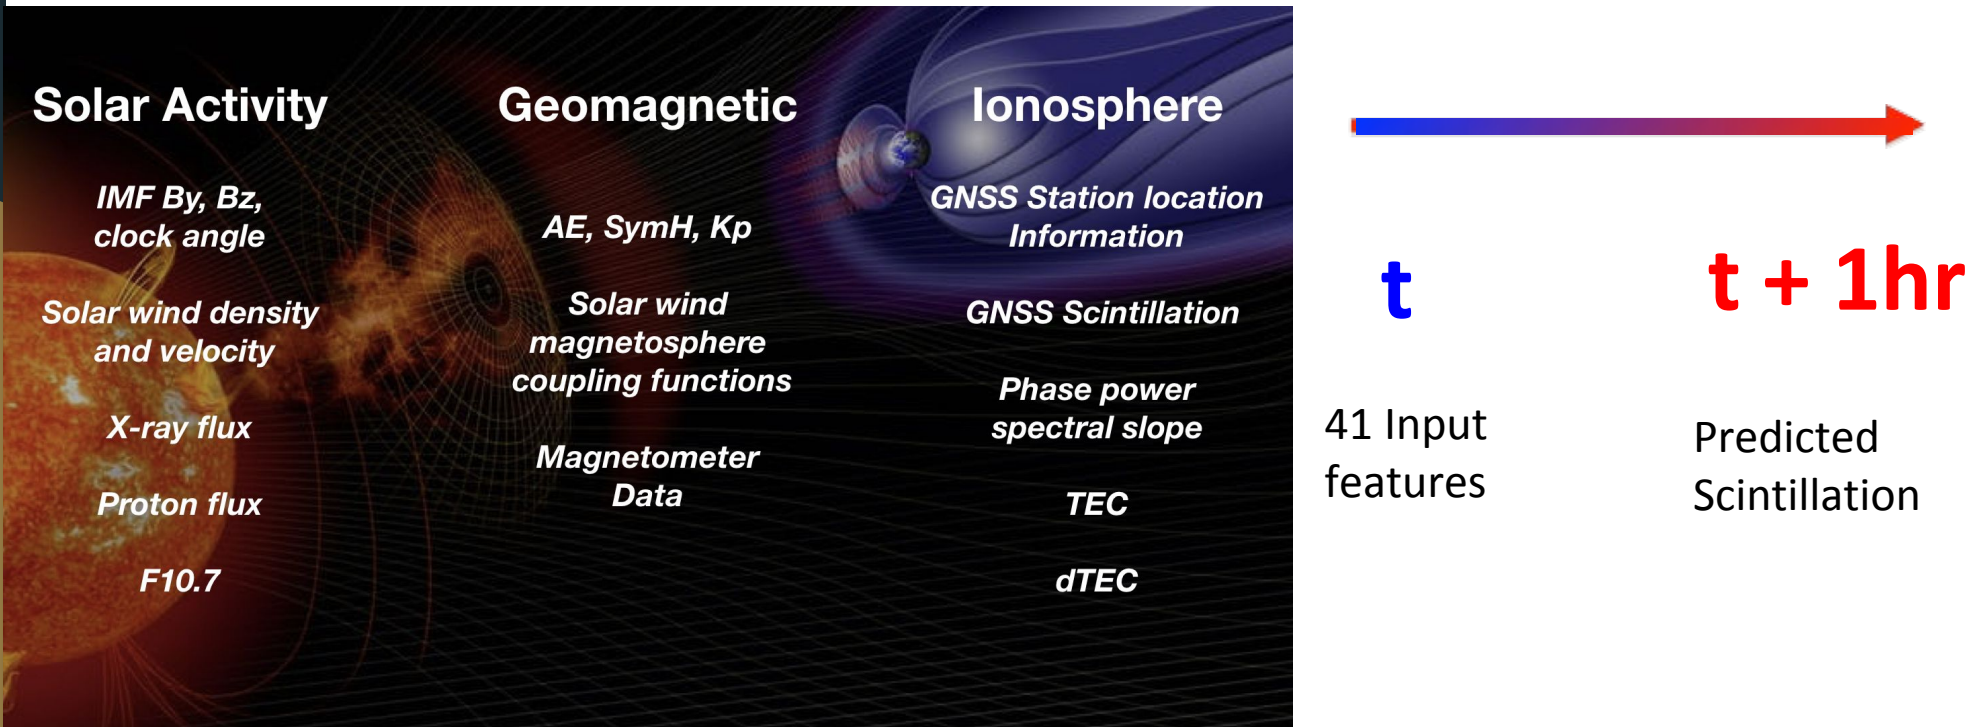 Solar Activity
IMF By, Bz,
clock angle
Solar wind density
and velocity
X-ray flux
Proton flux
F10.7
Geomagnetic
AE, SymH, Kp
Solar wind
magnetosphere
coupling functions
Magnetometer
Data
Ionosphere
GNSS Station location
Information
GNSS Scintillation
Phase power
spectral slope
TEC
dTEC
t
41 Input
features
t + 1hr
Predicted
Scintillation